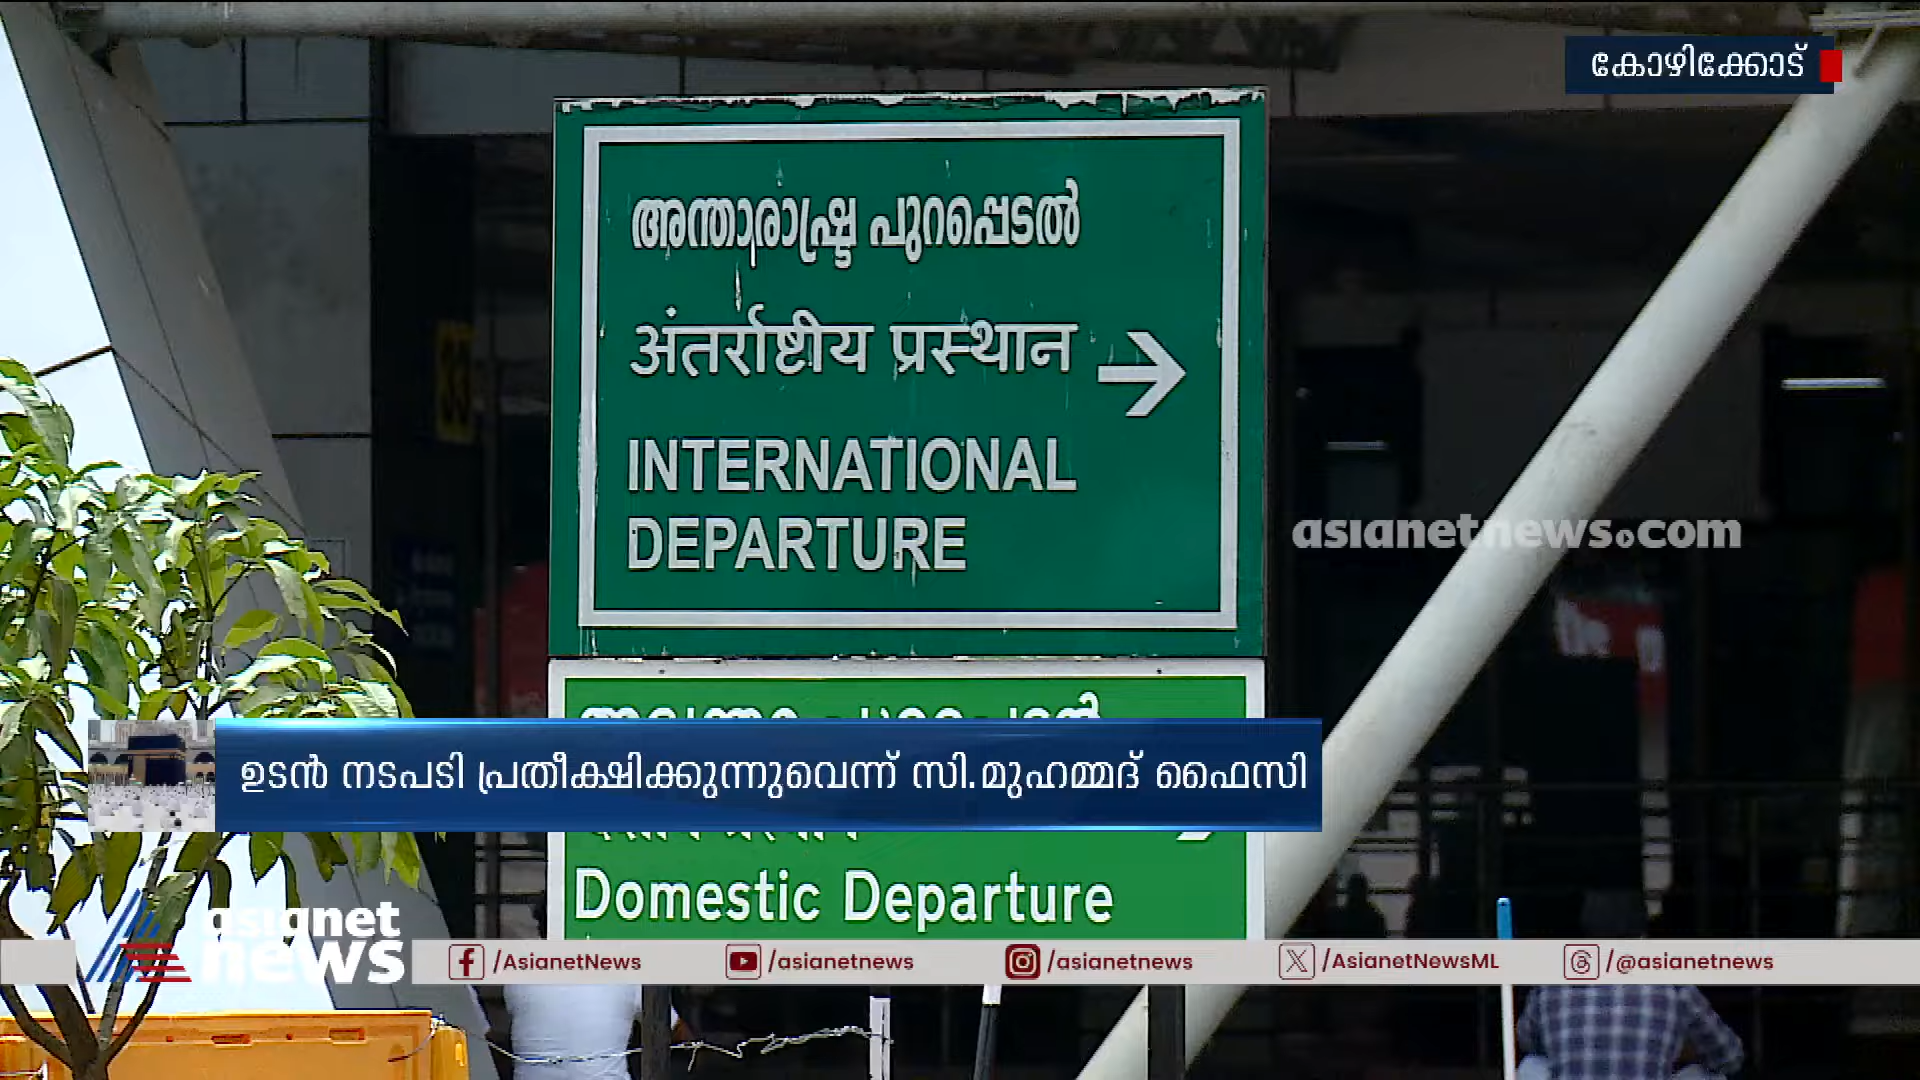 കോഴിക്കോട്
അന്താരാഷ്ട്ര പുറപ്പെടൽ
अंतर्राष्ट्रीय प्रस्थान
INTERNATIONAL
DEPARTURE
asianetnews.com
ഉടൻ നടപടി പ്രതീക്ഷിക്കുന്നുവെന്ന് സി.മുഹമ്മദ് ഫൈസി
Domestic Departure
asianet
news
/AsianetNews
/asianetnews
/asianetnews
/AsianetNewsML
/@asianetnews